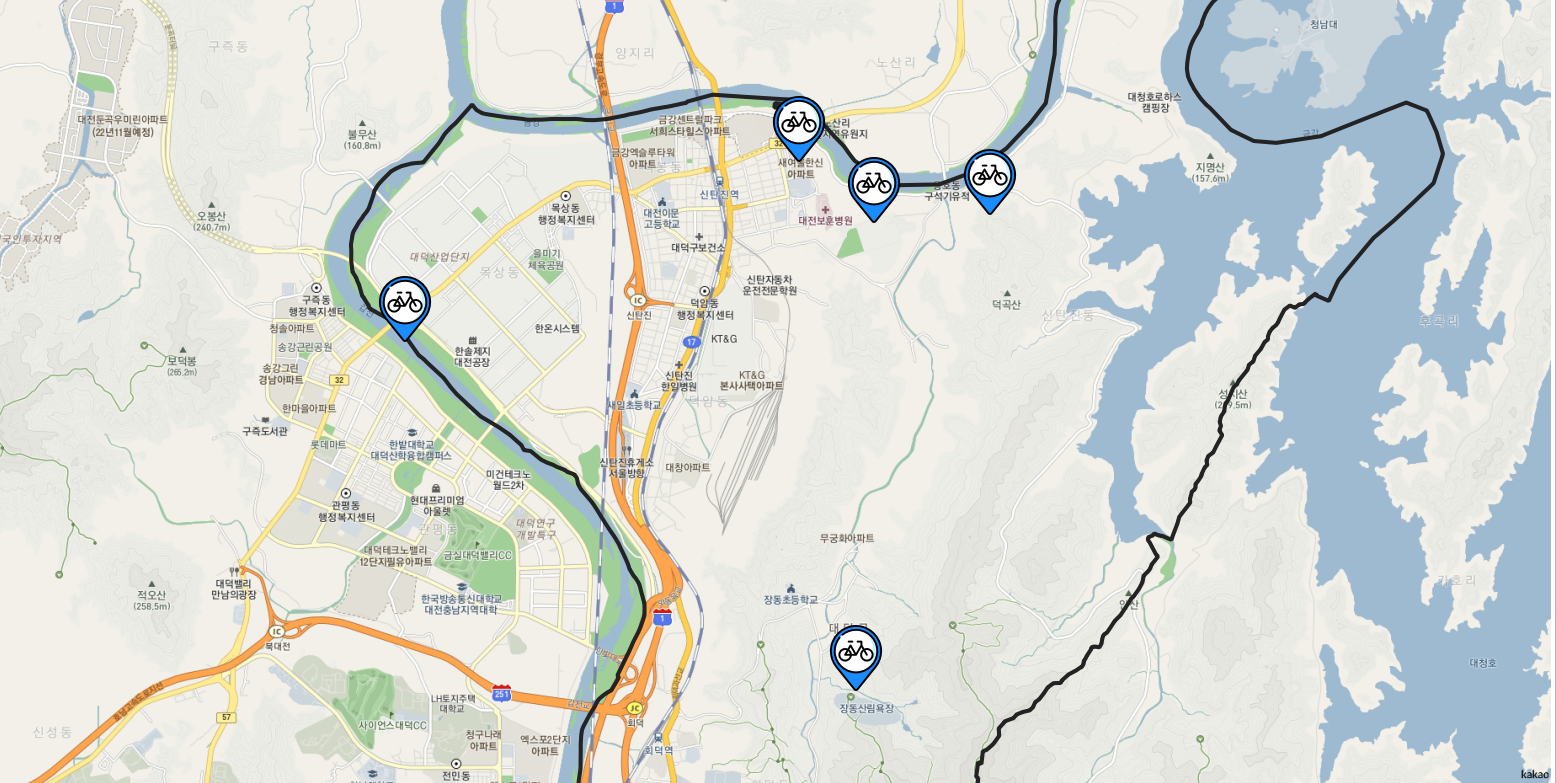 1
청남대
구즉동
양지리
노산리
대전둔곡우미린아파트
(22년11월예정)
대청호로하스
캠핑장
불무산
(160.8m)
금강
금강센트럴파크
서희스타힐스아파트
금강엑슬루타워
아파트
32
새여울한신
아파트
신탄진역
지명산
(157.6m)
구석기유적
목상동
행정복지센터
대전이문
고등학교
대전보훈병원
오봉산
(240.7m)
대덕구보건소
대덕산업단지
목상동
을미기
체육공원
신탄자동차
운전전문학원
구즉동
행정복지센터
IC
신탄진
덕암동
행정복지센터
덕곡산
신탄진동
후곡리
청솔아파트
송강근린공원
한온시스템
17
KT&G
보덕봉
(265.2m)
한솔제지
대전공장
송강그린
경남아파트
32
신탄진
한일병원
KT&G
본사사택아파트
덕암동
한마을아파트
새일초등학교
구즉도서관
롯데마트
한밭대학교
대덕산학융합캠퍼스
신탄진휴게소
서울방향
대창아파트
미건테크노
월드2차
관평동
행정복지센터
현대프리미엄
아울렛
관평동
대덕연구
개발특구
무궁화아파트
대덕테크노밸리
12단지필유아파트
금실대덕밸리CC
적오산
(258.5m)
대덕밸리
만남의광장
한국방송통신대학교
대전충남지역대학
장동초등학교
1
IC
북대전
대청호
251
LH토지주택
대학교
장동산림욕장
57
사이언스대덕CC
JC
회덕
신성동
청구나래
아파트
엑스포2단지
아파트
회덕역
전민동
kakao